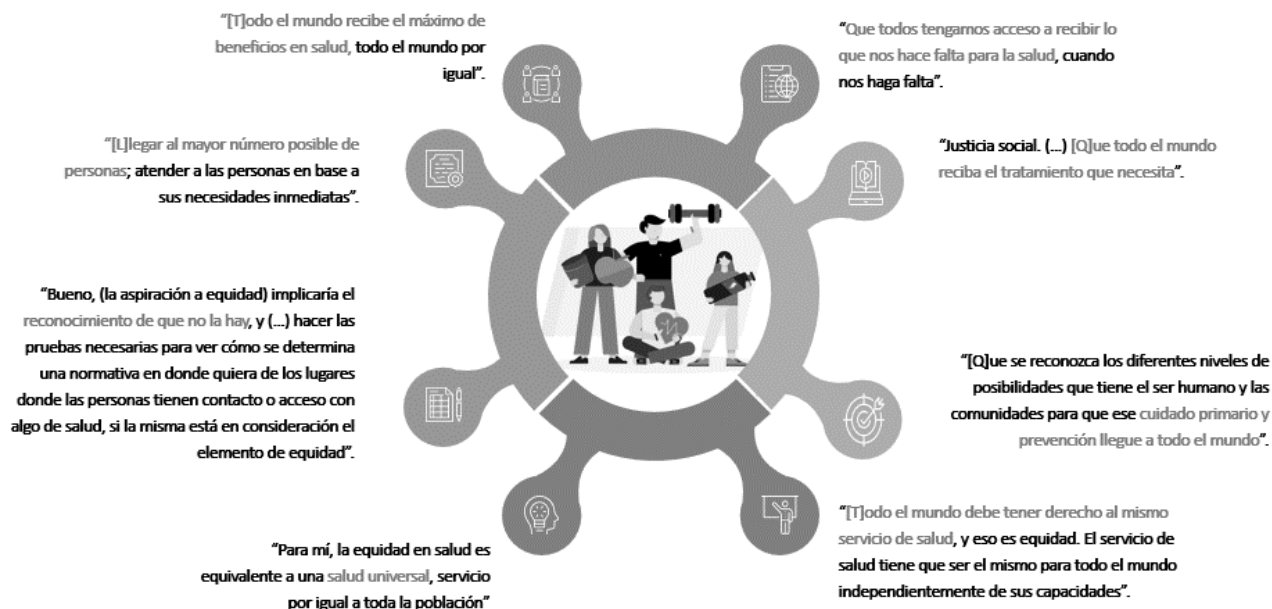 “[T]odo el mundo recibe el máximo de
beneficios en salud, todo el mundo por
igual”.
“[L]legar al mayor número posible de
personas; atender a las personas en base a
sus necesidades inmediatas”.
“Bueno, (la aspiración a equidad) implicaría el
reconocimiento de que no la hay, y (...) hacer las
pruebas necesarias para ver cómo se determina
una normativa en donde quiera de los lugares
donde las personas tienen contacto o acceso con
algo de salud, si la misma está en consideración el
elemento de equidad”.
“Para mí, la equidad en salud es
equivalente a una salud universal, servicio
por igual a toda la población”
“Que todos tengamos acceso a recibir lo
que nos hace falta para la salud, cuando
nos haga falta”.
“Justicia social. (...) [Q]ue todo el mundo
reciba el tratamiento que necesita”.
“[Q]ue se reconozca los diferentes niveles de
posibilidades que tiene el ser humano y las
comunidades para que ese cuidado primario y
prevención llegue a todo el mundo”.
“[T]odo el mundo debe tener derecho al mismo
servicio de salud, y eso es equidad. El servicio de
salud tiene que ser el mismo para todo el mundo
independientemente de sus capacidades”.